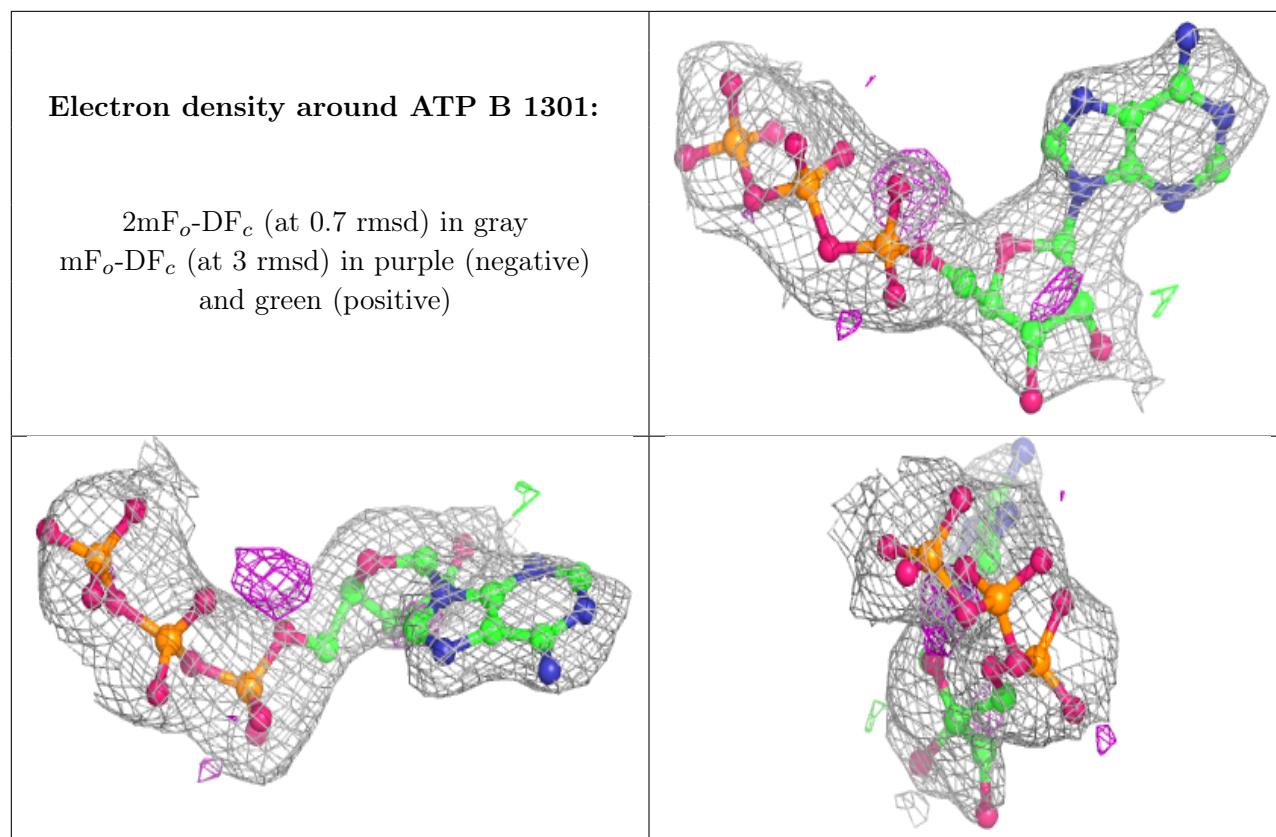 Electron density around ATP B 1301:
2mFo-DFc (at 0.7 rmsd) in gray
mFo-DFc (at 3 rmsd) in purple (negative)
and green (positive)